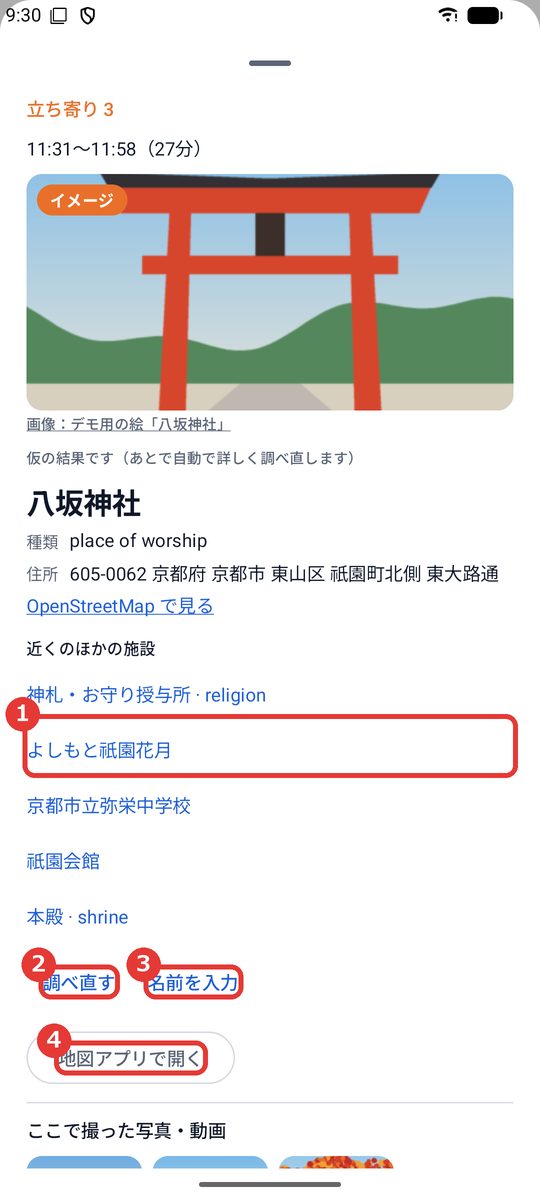 9:30
立ち寄り 3
11:31〜11:58（27分）
イメージ
画像：デモ用の絵「八坂神社」
仮の結果です（あとで自動で詳しく調べ直します）
八坂神社
種類 place of worship
住所 605-0062 京都府 京都市 東山区 祇園町北側 東大路通
OpenStreetMap で見る
近くのほかの施設
神札・お守り授与所 · religion
1
よしもと祇園花月
京都市立弥栄中学校
祇園会館
本殿 · shrine
2 3
調べ直す 名前を入力
4
地図アプリで開く
ここで撮った写真・動画